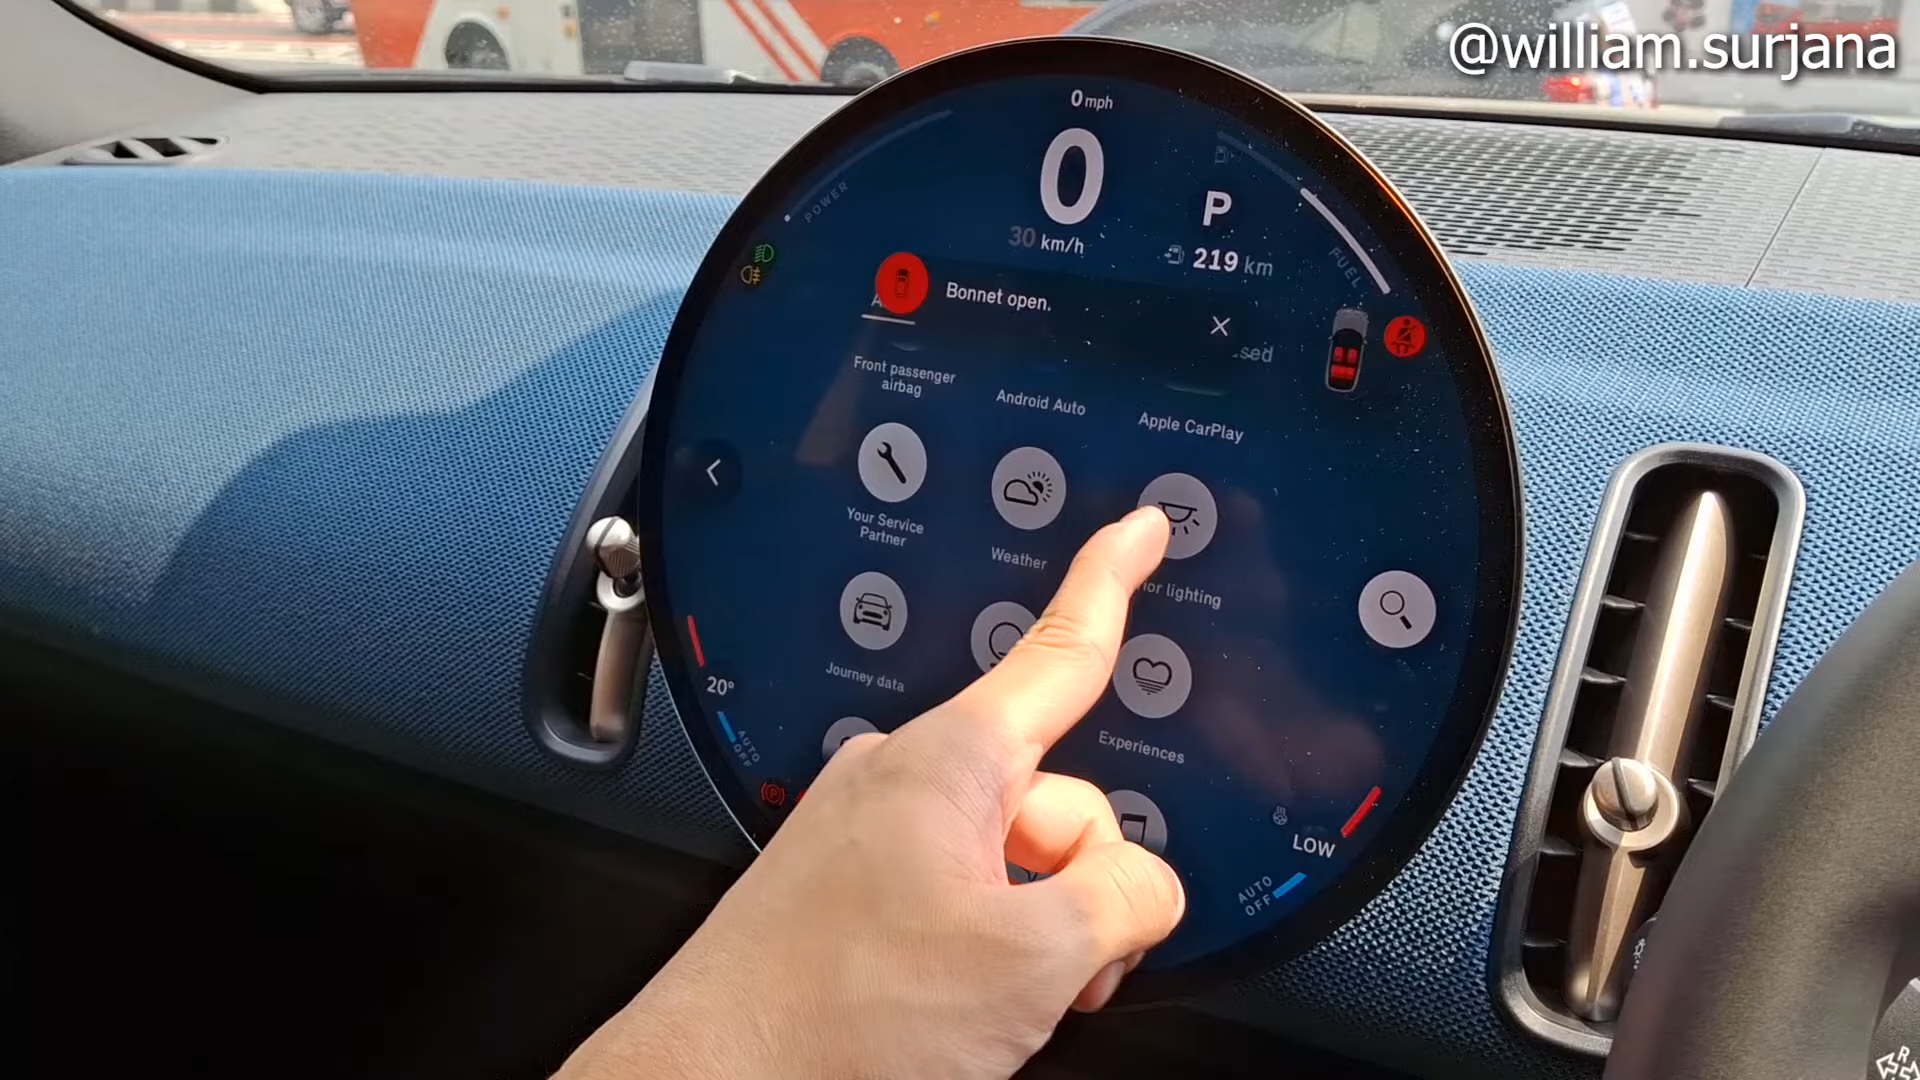 @william.surjana
0 mph
0
POWER
P
30 km/h
219 km
FUEL
Bonnet open.
Front passenger
airbag
Android Auto
Apple CarPlay
Your Service
Partner
Weather
lighting
Journey data
20°
Experiences
AUTO
OFF
LOW
AUTO
OFF
P
R